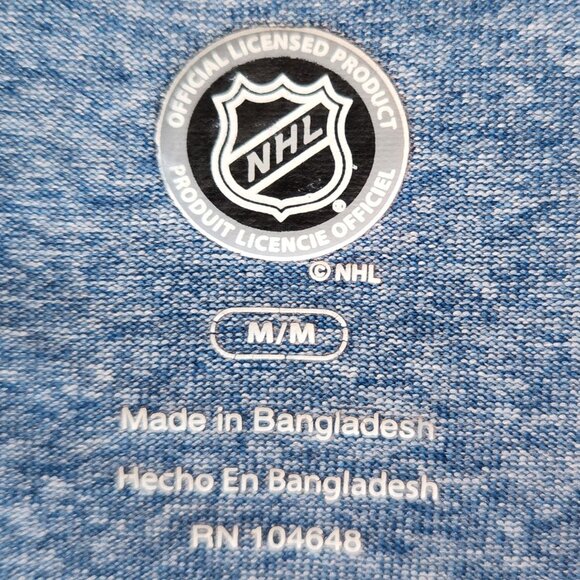 OFFICIAL LICENSED PRODUCT
NHL
PRODUIT LICENCIE OFFICIEL
© NHL
M/M
Made in Bangladesh
Hecho En Bangladesh
RN 104648